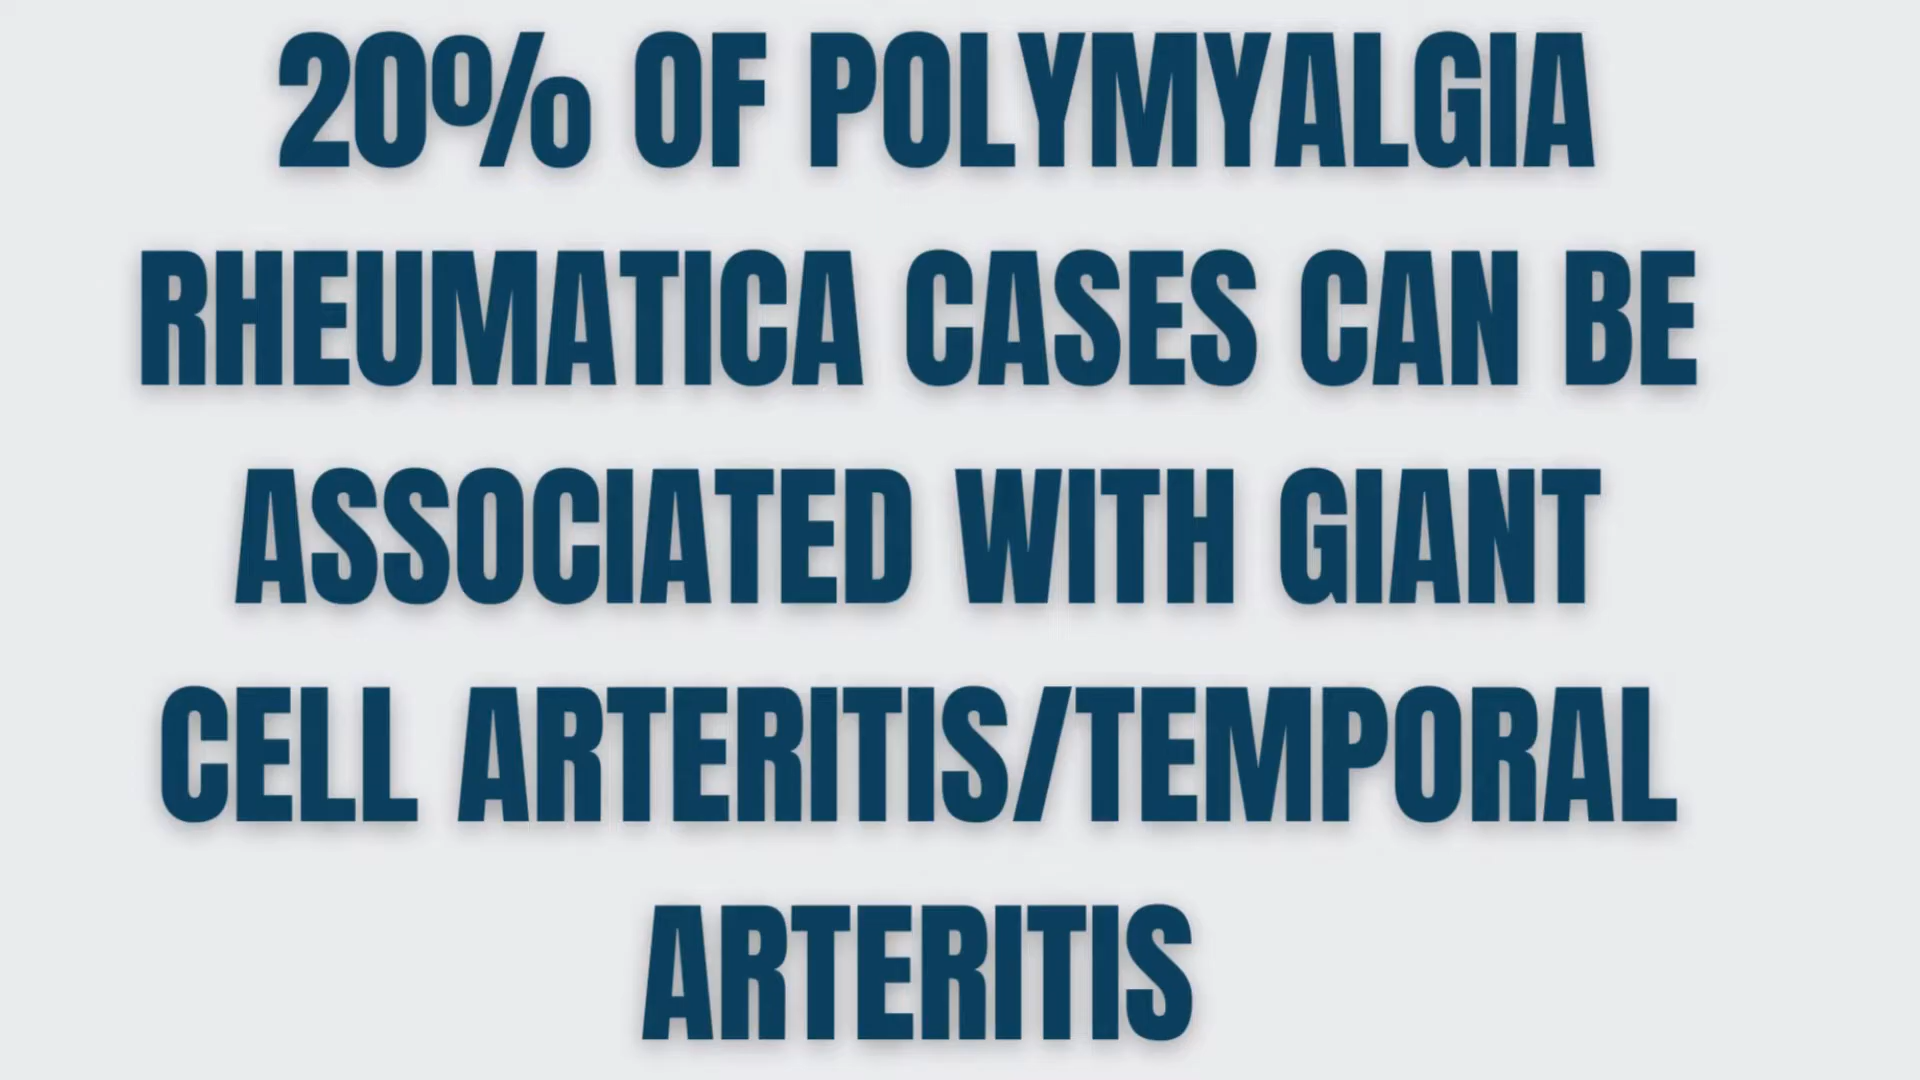 20% OF POLYMYALGIA
RHEUMATICA CASES CAN BE
ASSOCIATED WITH GIANT
CELL ARTERITIS/TEMPORAL
ARTERITIS